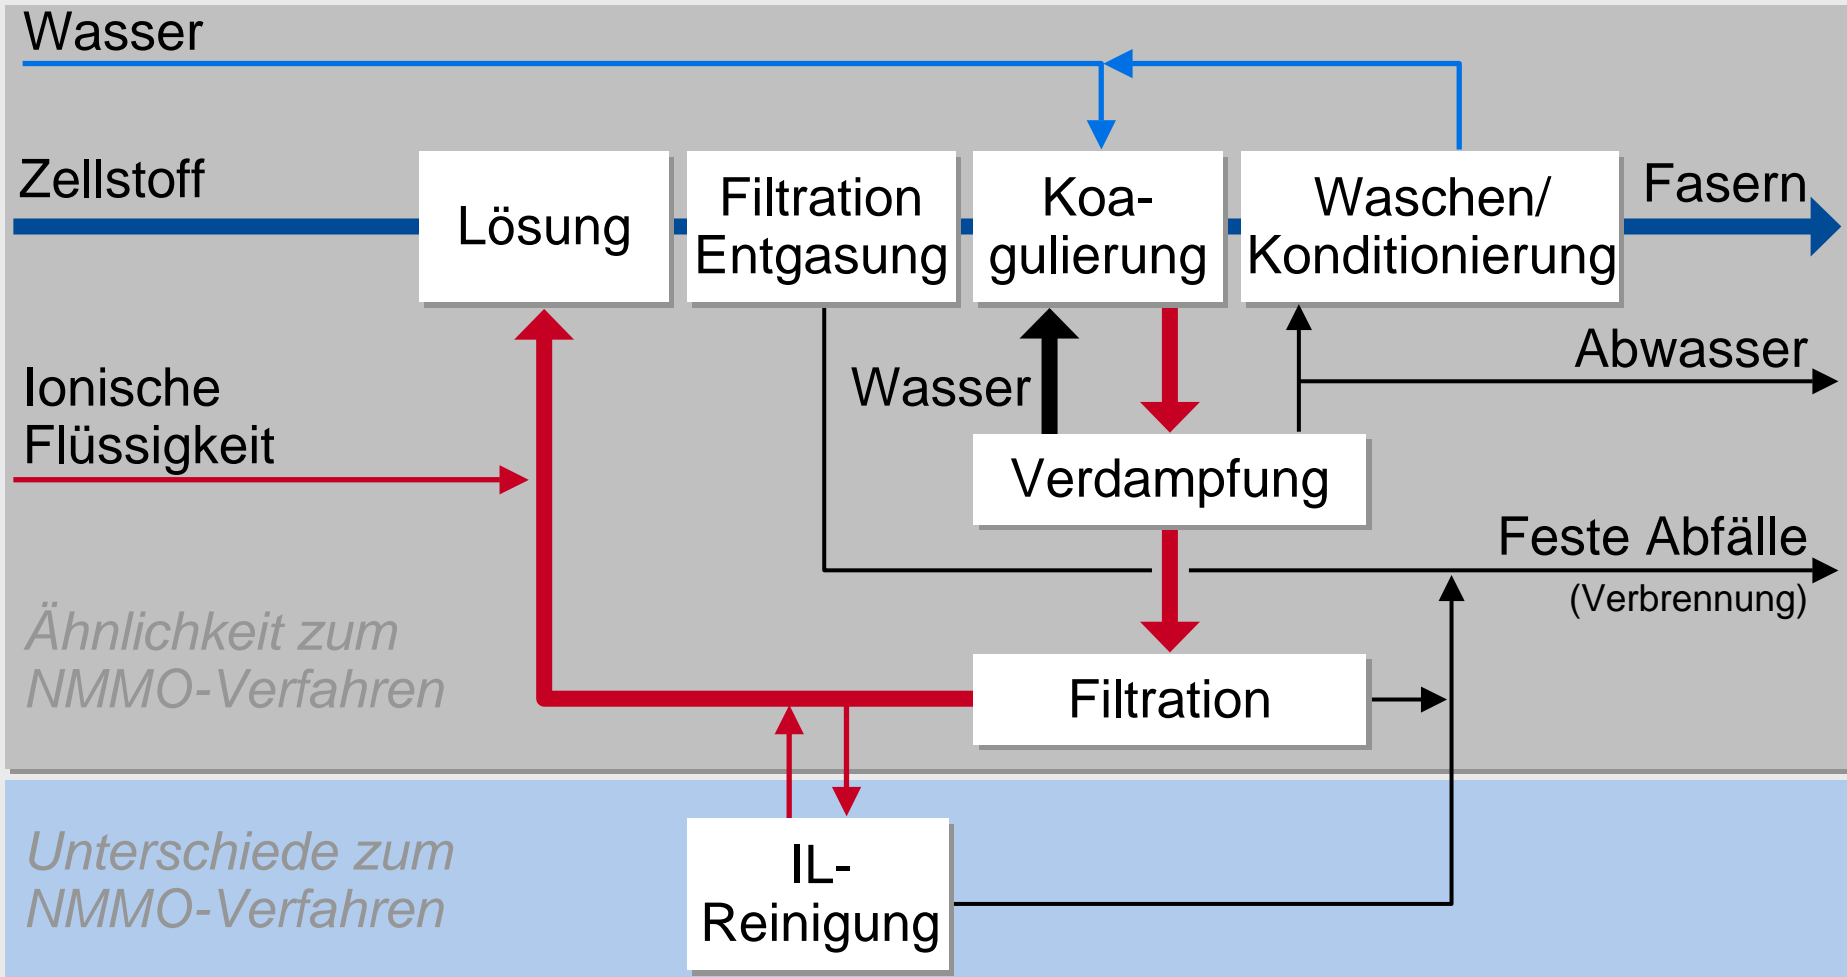 Wasser
Zellstoff
Lösung
Filtration
Entgasung
Koa-
gulierung
Waschen/
Konditionierung
Fasern
Abwasser
Ionische
Flüssigkeit
Wasser
Verdampfung
Feste Abfälle
(Verbrennung)
Ähnlichkeit zum
NMMO-Verfahren
Filtration
Unterschiede zum
NMMO-Verfahren
IL-
Reinigung